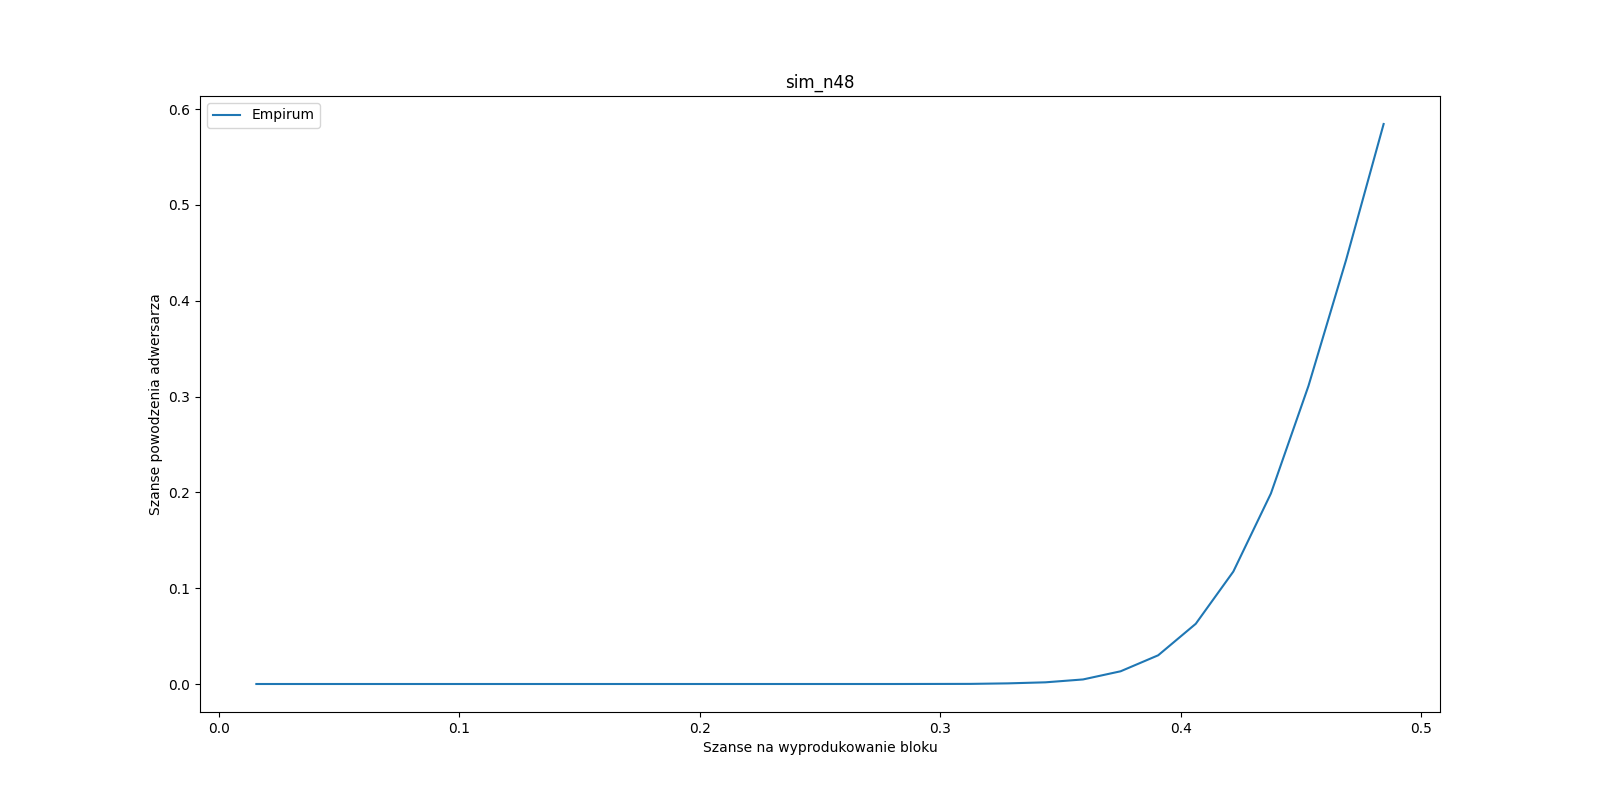 sim_n48
Empirum
0.6
0.5
0.4
0.3
0.2
0.1
0.0
Szanse powodzenia adwersarza
0.0 0.1 0.2 0.3 0.4 0.5
Szanse na wyprodukowanie bloku